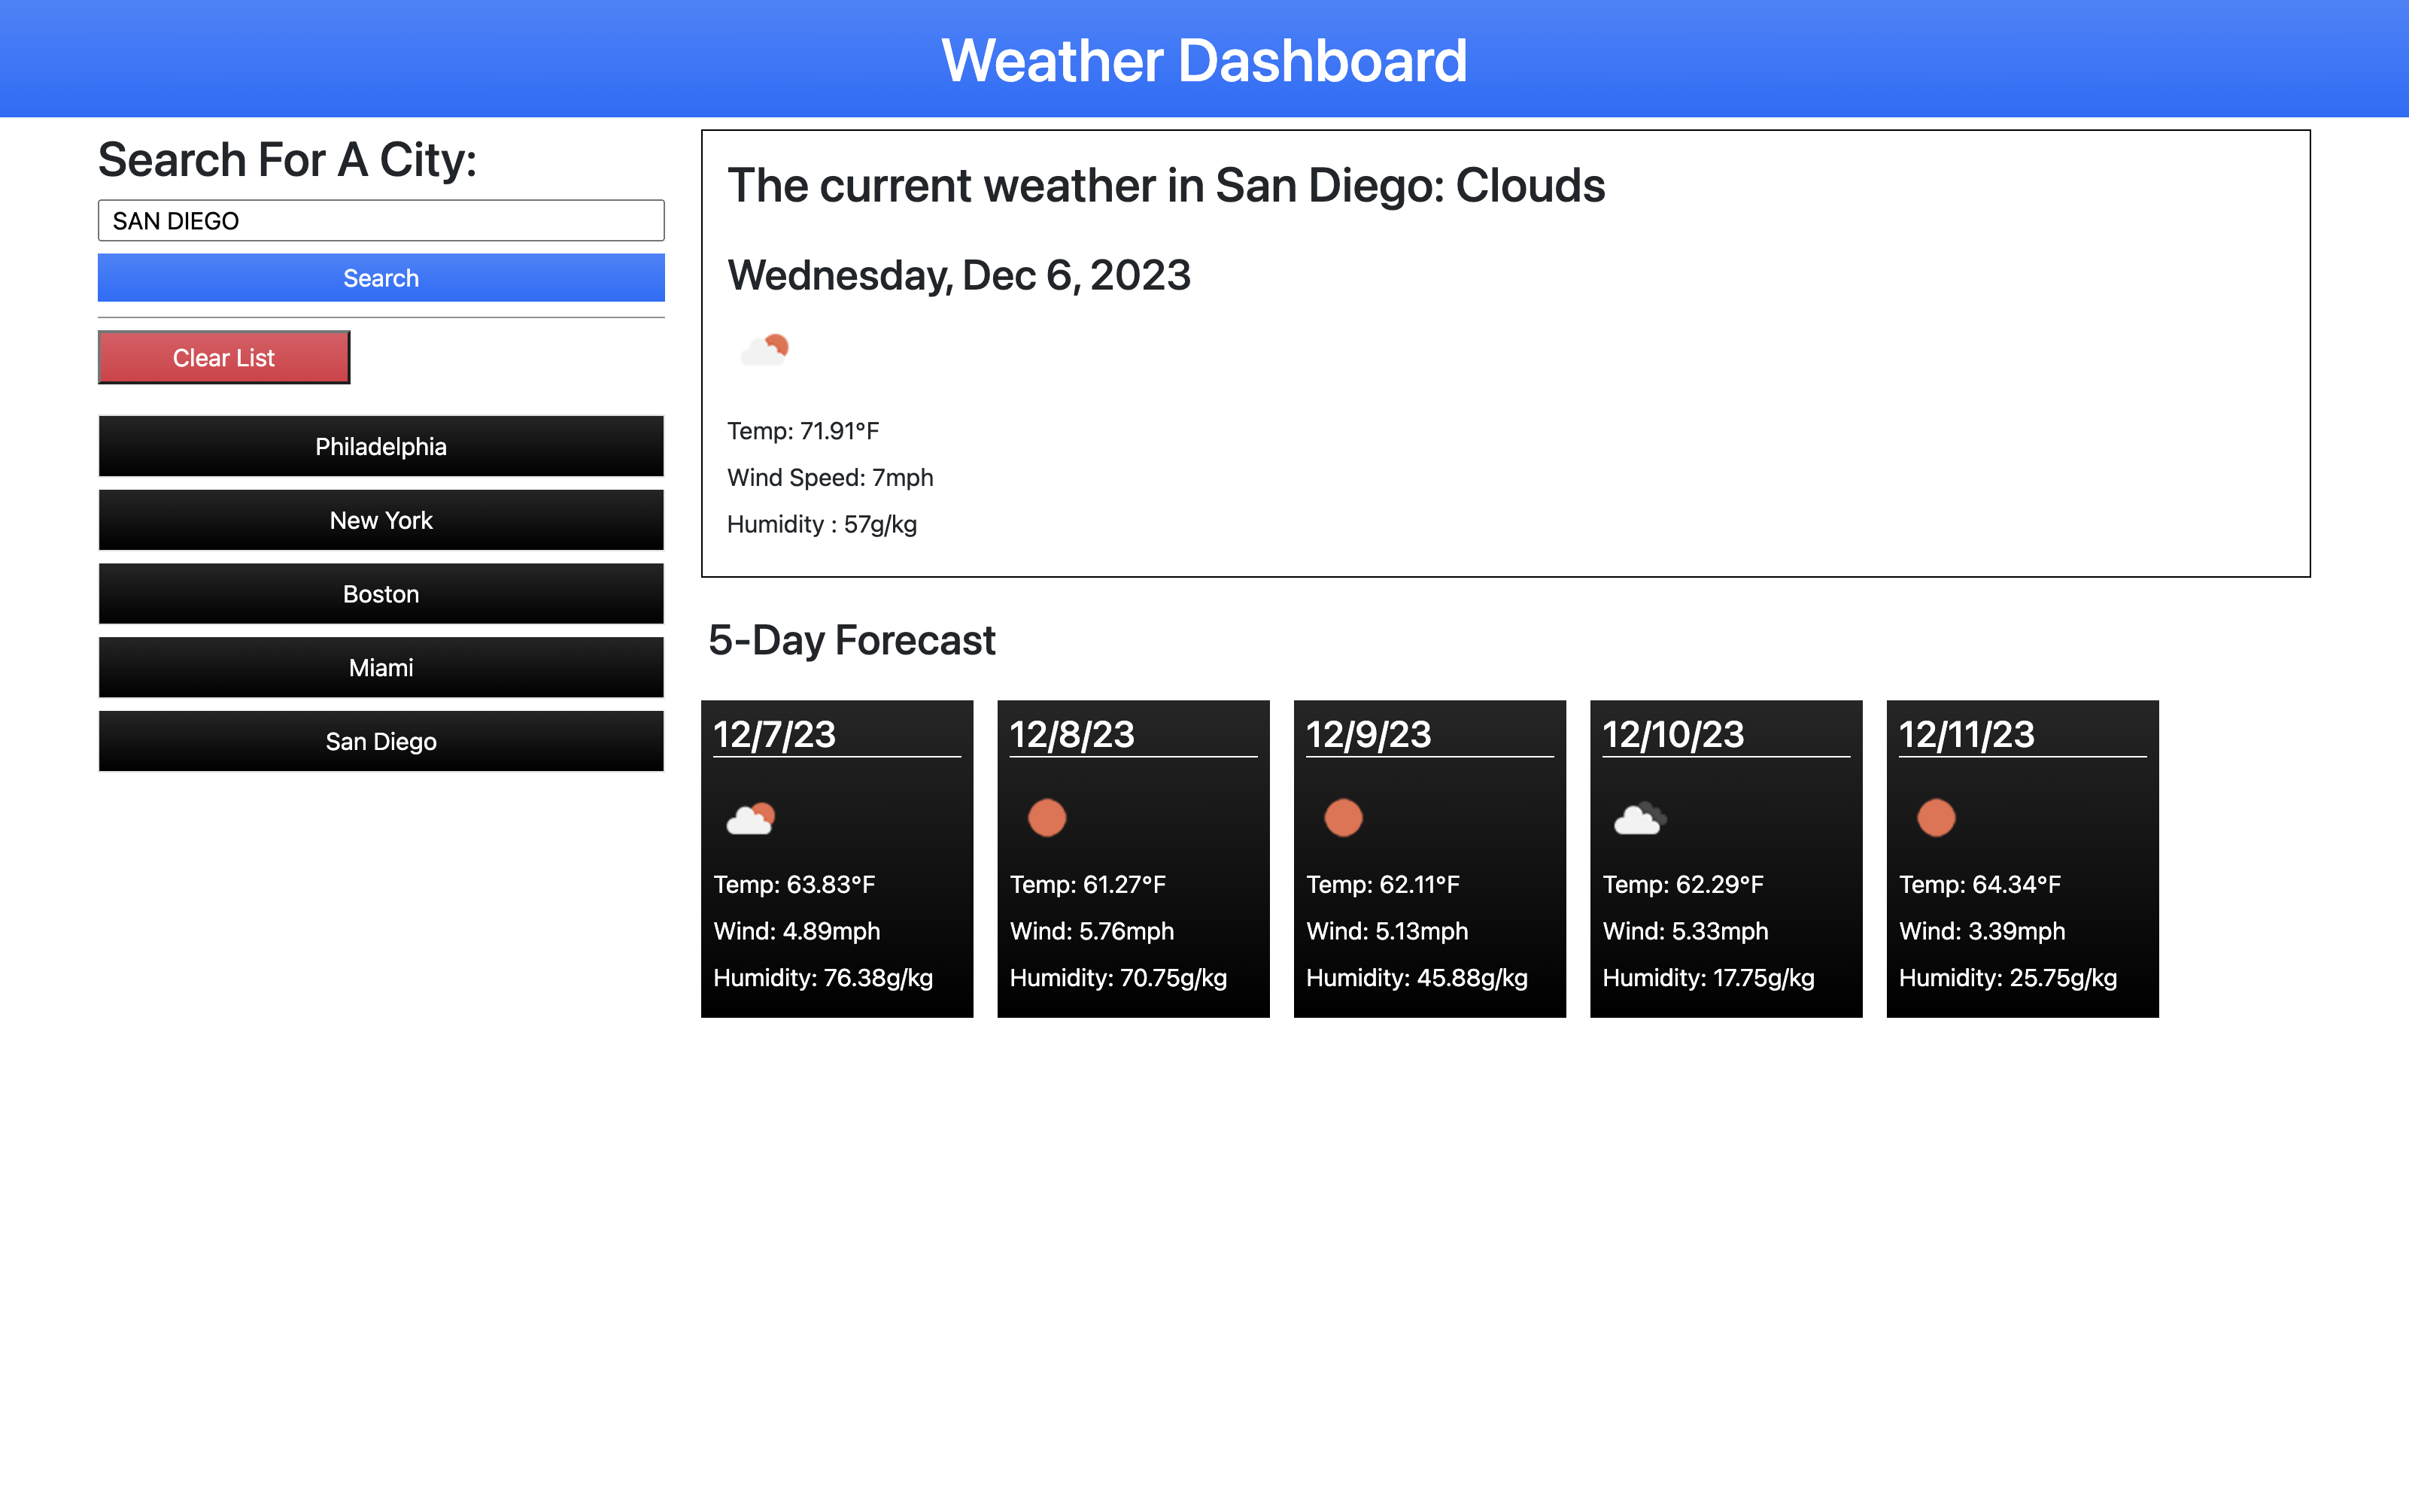 Weather Dashboard
Search For A City:
SAN DIEGO
Search
Clear List
Philadelphia
New York
Boston
Miami
San Diego
The current weather in San Diego: Clouds
Wednesday, Dec 6, 2023
Temp: 71.91°F
Wind Speed: 7mph
Humidity : 57g/kg
5-Day Forecast
12/7/23
Temp: 63.83°F
Wind: 4.89mph
Humidity: 76.38g/kg
12/8/23
Temp: 61.27°F
Wind: 5.76mph
Humidity: 70.75g/kg
12/9/23
Temp: 62.11°F
Wind: 5.13mph
Humidity: 45.88g/kg
12/10/23
Temp: 62.29°F
Wind: 5.33mph
Humidity: 17.75g/kg
12/11/23
Temp: 64.34°F
Wind: 3.39mph
Humidity: 25.75g/kg